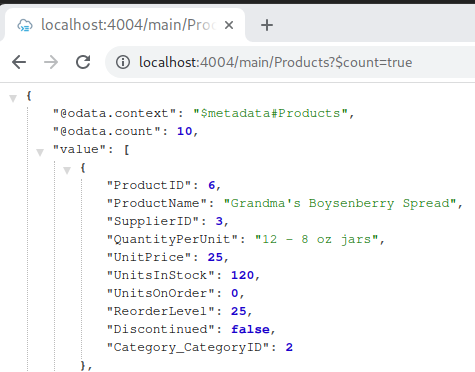 localhost:4004/main/Pro
localhost:4004/main/Products?$count=true
{
"@odata.context": "$metadata#Products",
"@odata.count": 10,
"value": [
{
"ProductID": 6,
"ProductName": "Grandma's Boysenberry Spread",
"SupplierID": 3,
"QuantityPerUnit": "12 - 8 oz jars",
"UnitPrice": 25,
"UnitsInStock": 120,
"UnitsOnOrder": 0,
"ReorderLevel": 25,
"Discontinued": false,
"Category_CategoryID": 2
},